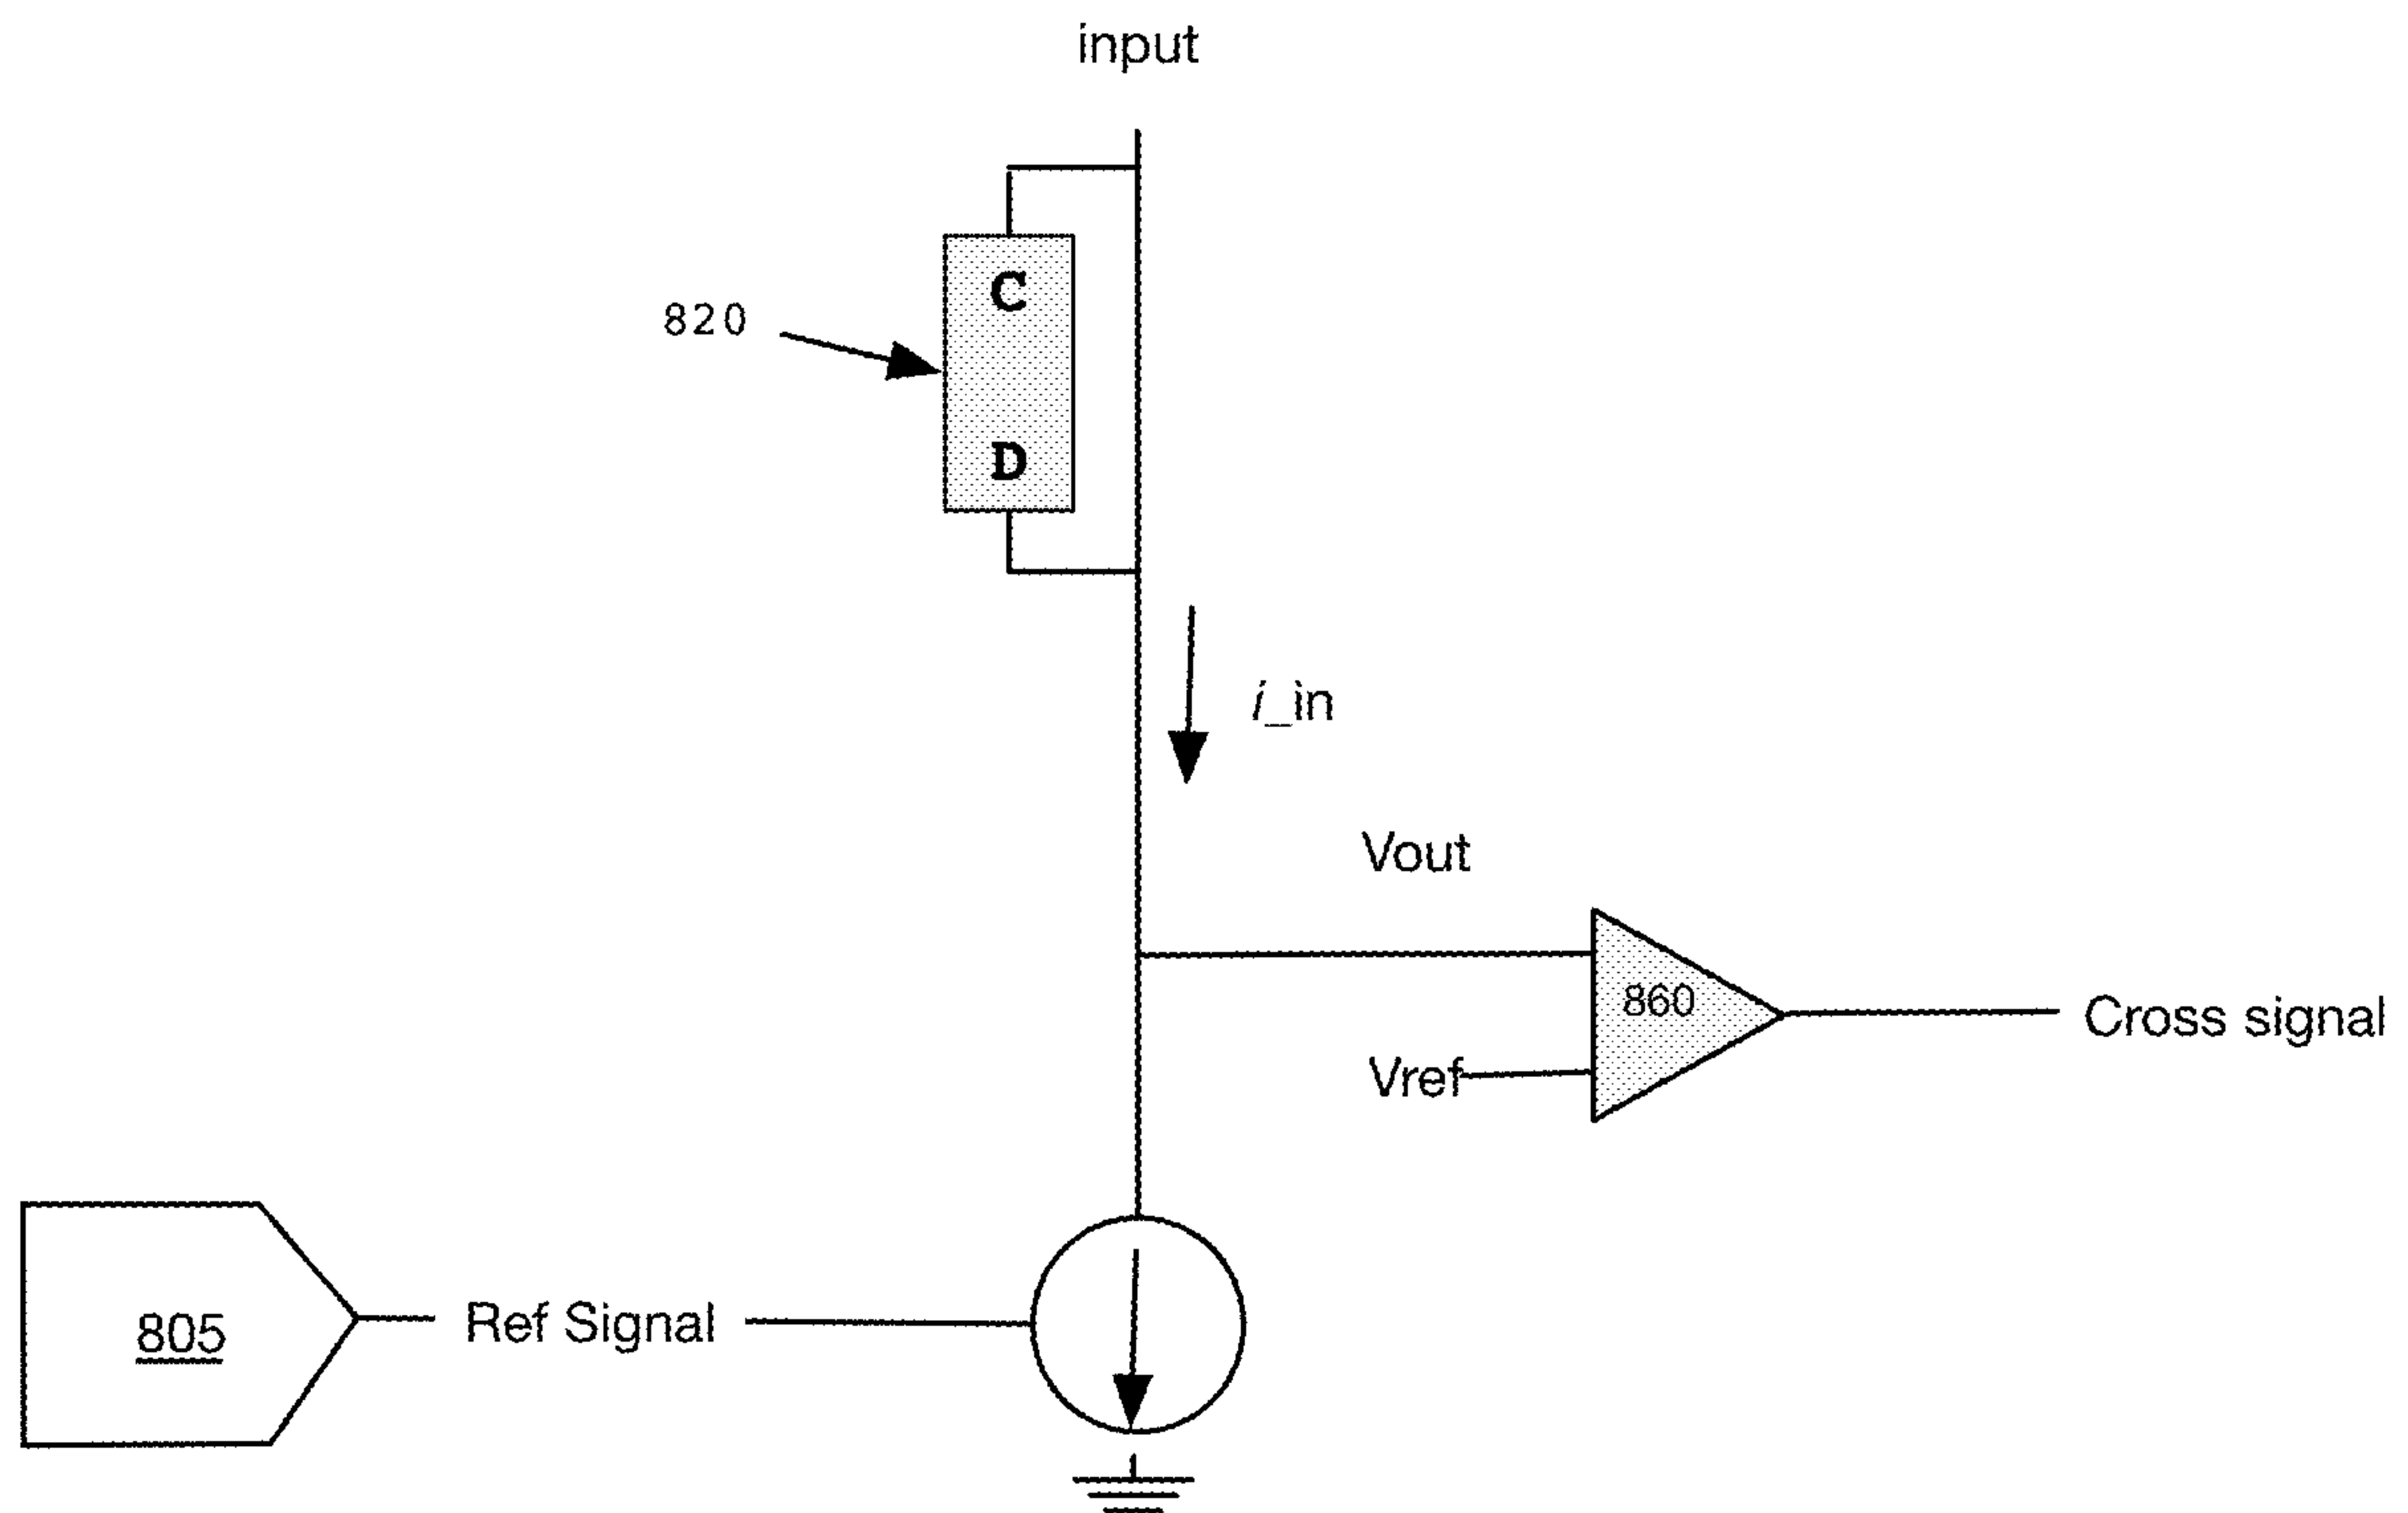 input
C
820
D
i_in
Vout
860
Cross signal
Vref
805
Ref Signal